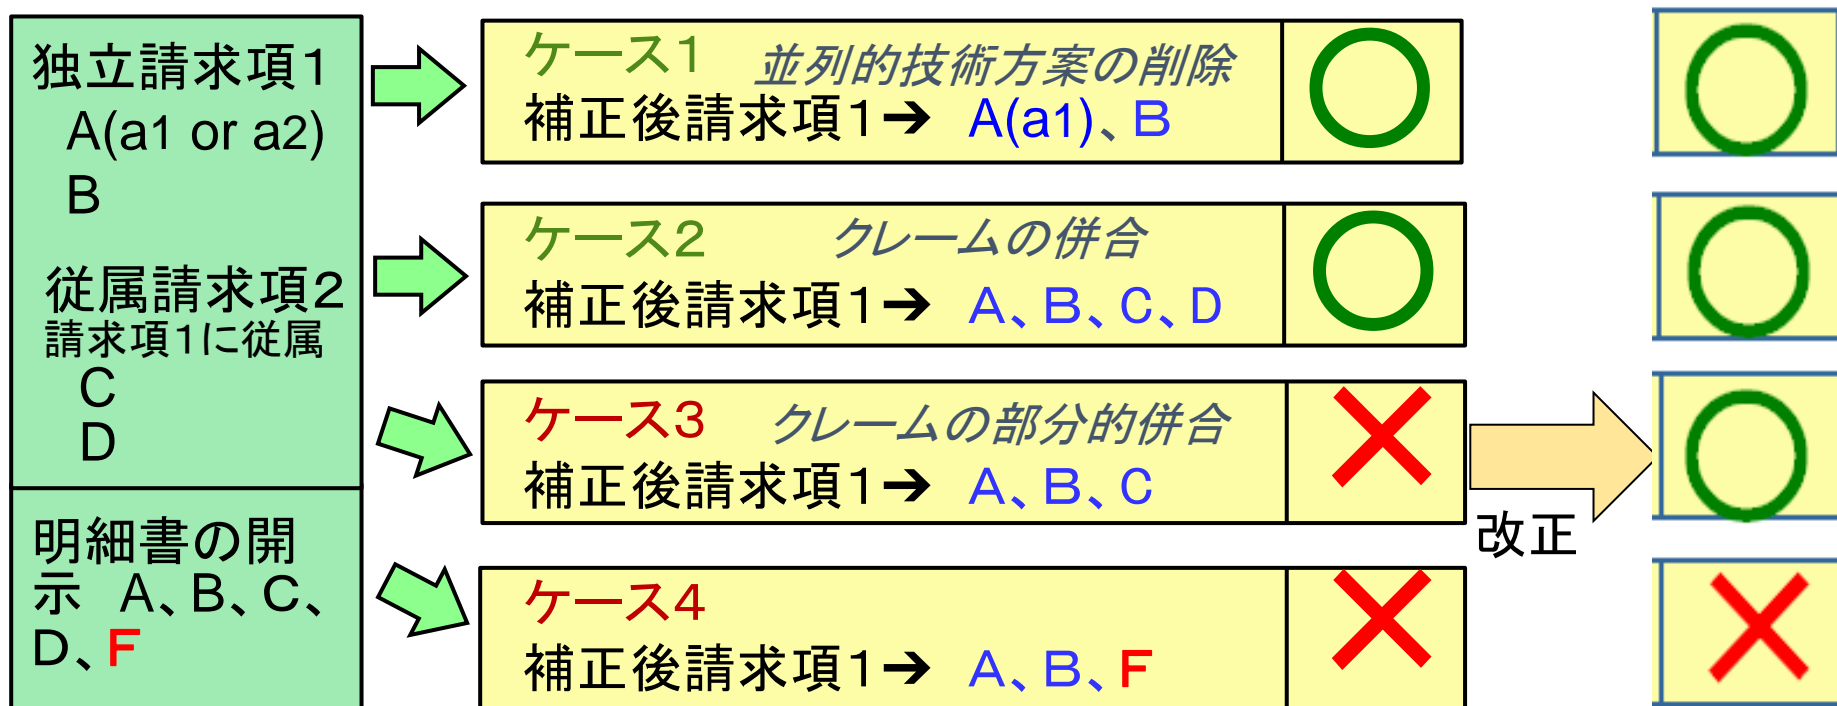 独立請求項1
A(a1 or a2)
B
従属請求項2
請求項1に従属
C
D
明細書の開
示 A、B、C、
D、F
ケース1 並列的技術方案の削除
補正後請求項1➔ A(a1)、B
ケース2 クレームの併合
補正後請求項1➔ A、B、C、D
ケース3 クレームの部分的併合
補正後請求項1➔ A、B、C
改正
ケース4
補正後請求項1➔ A、B、F